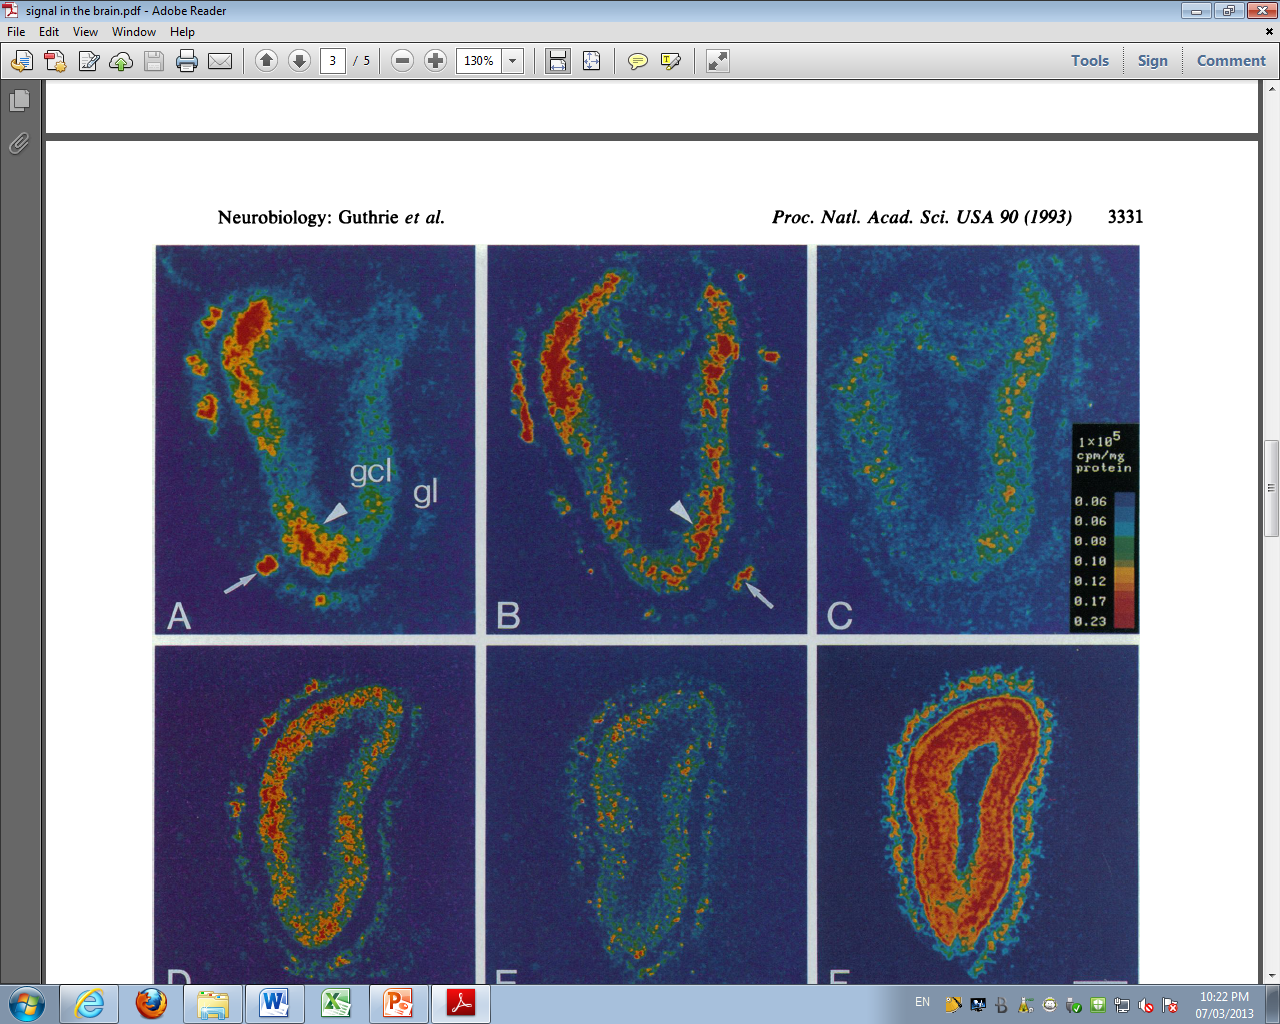 signal in the brain.pdf - Adobe Reader
File Edit View Window Help
3 / 5 130% Tools Sign Comment
Neurobiology: Guthrie et al. Proc. Natl. Acad. Sci. USA 90 (1993) 3331
gcl
gl
A B C
1×10⁵
cpm/mg
protein
0.06
0.06
0.08
0.10
0.12
0.17
0.23
D E F
EN 10:22 PM
07/03/2013